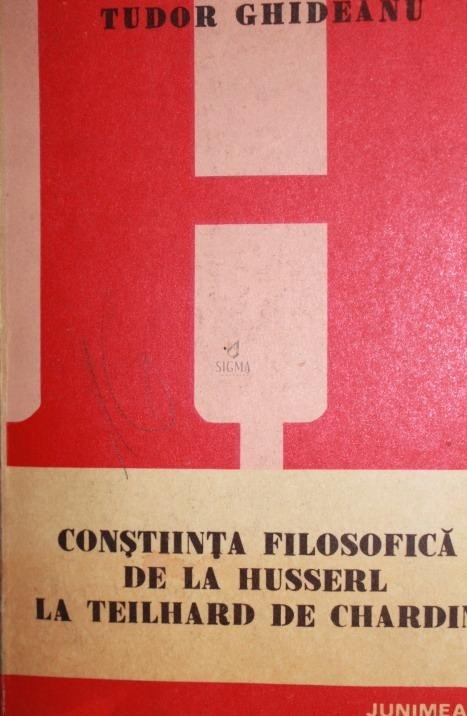 TUDOR GHIDEANU
SIGMA
CONŞTIINŢA FILOSOFICĂ
DE LA HUSSERL
LA TEILHARD DE CHARDIN
JUNIMEA